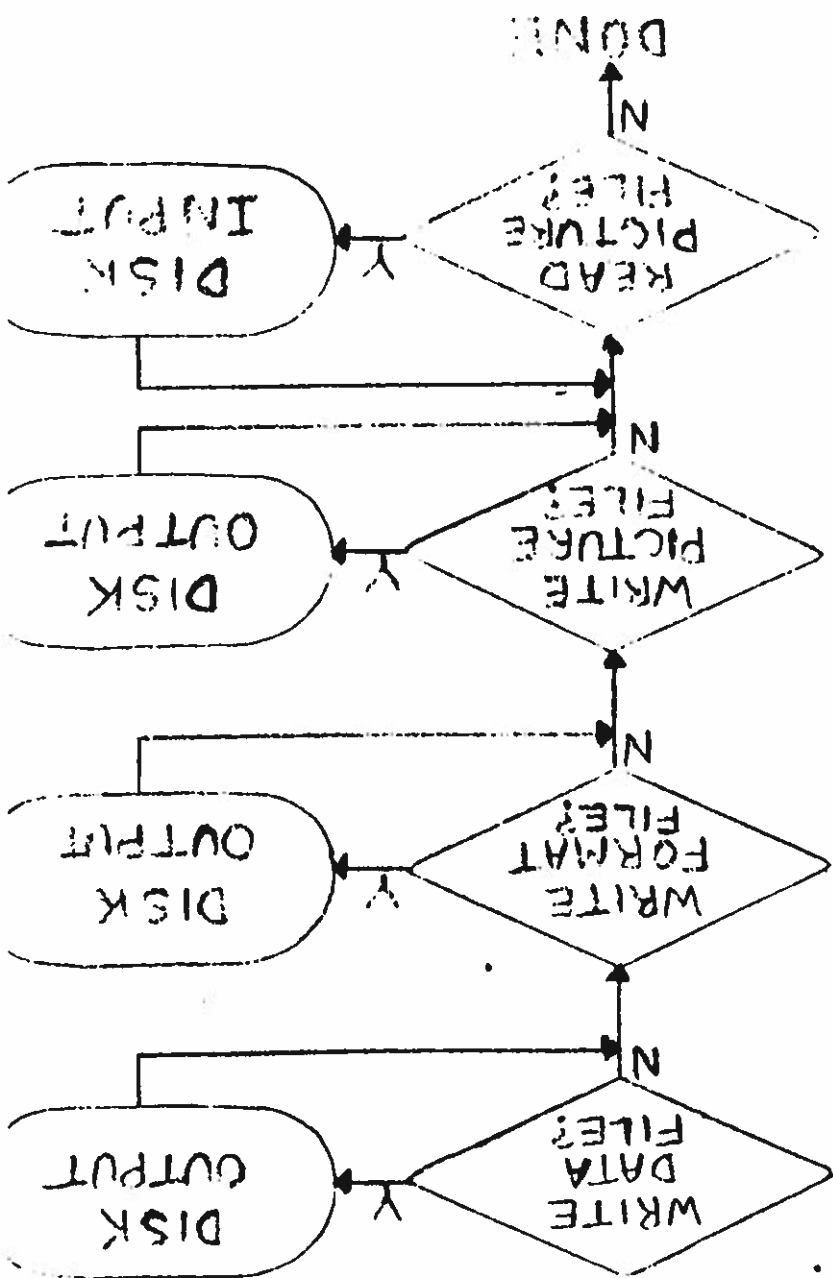 WRITE
DATA
FILE?
Y
DISK
OUTPUT
N
WRITE
FORMAT
FILE?
Y
DISK
OUTPUT
N
WRITE
PICTURE
FILE?
Y
DISK
OUTPUT
N
READ
PICTURE
FILE?
Y
DISK
INPUT
N
DONE